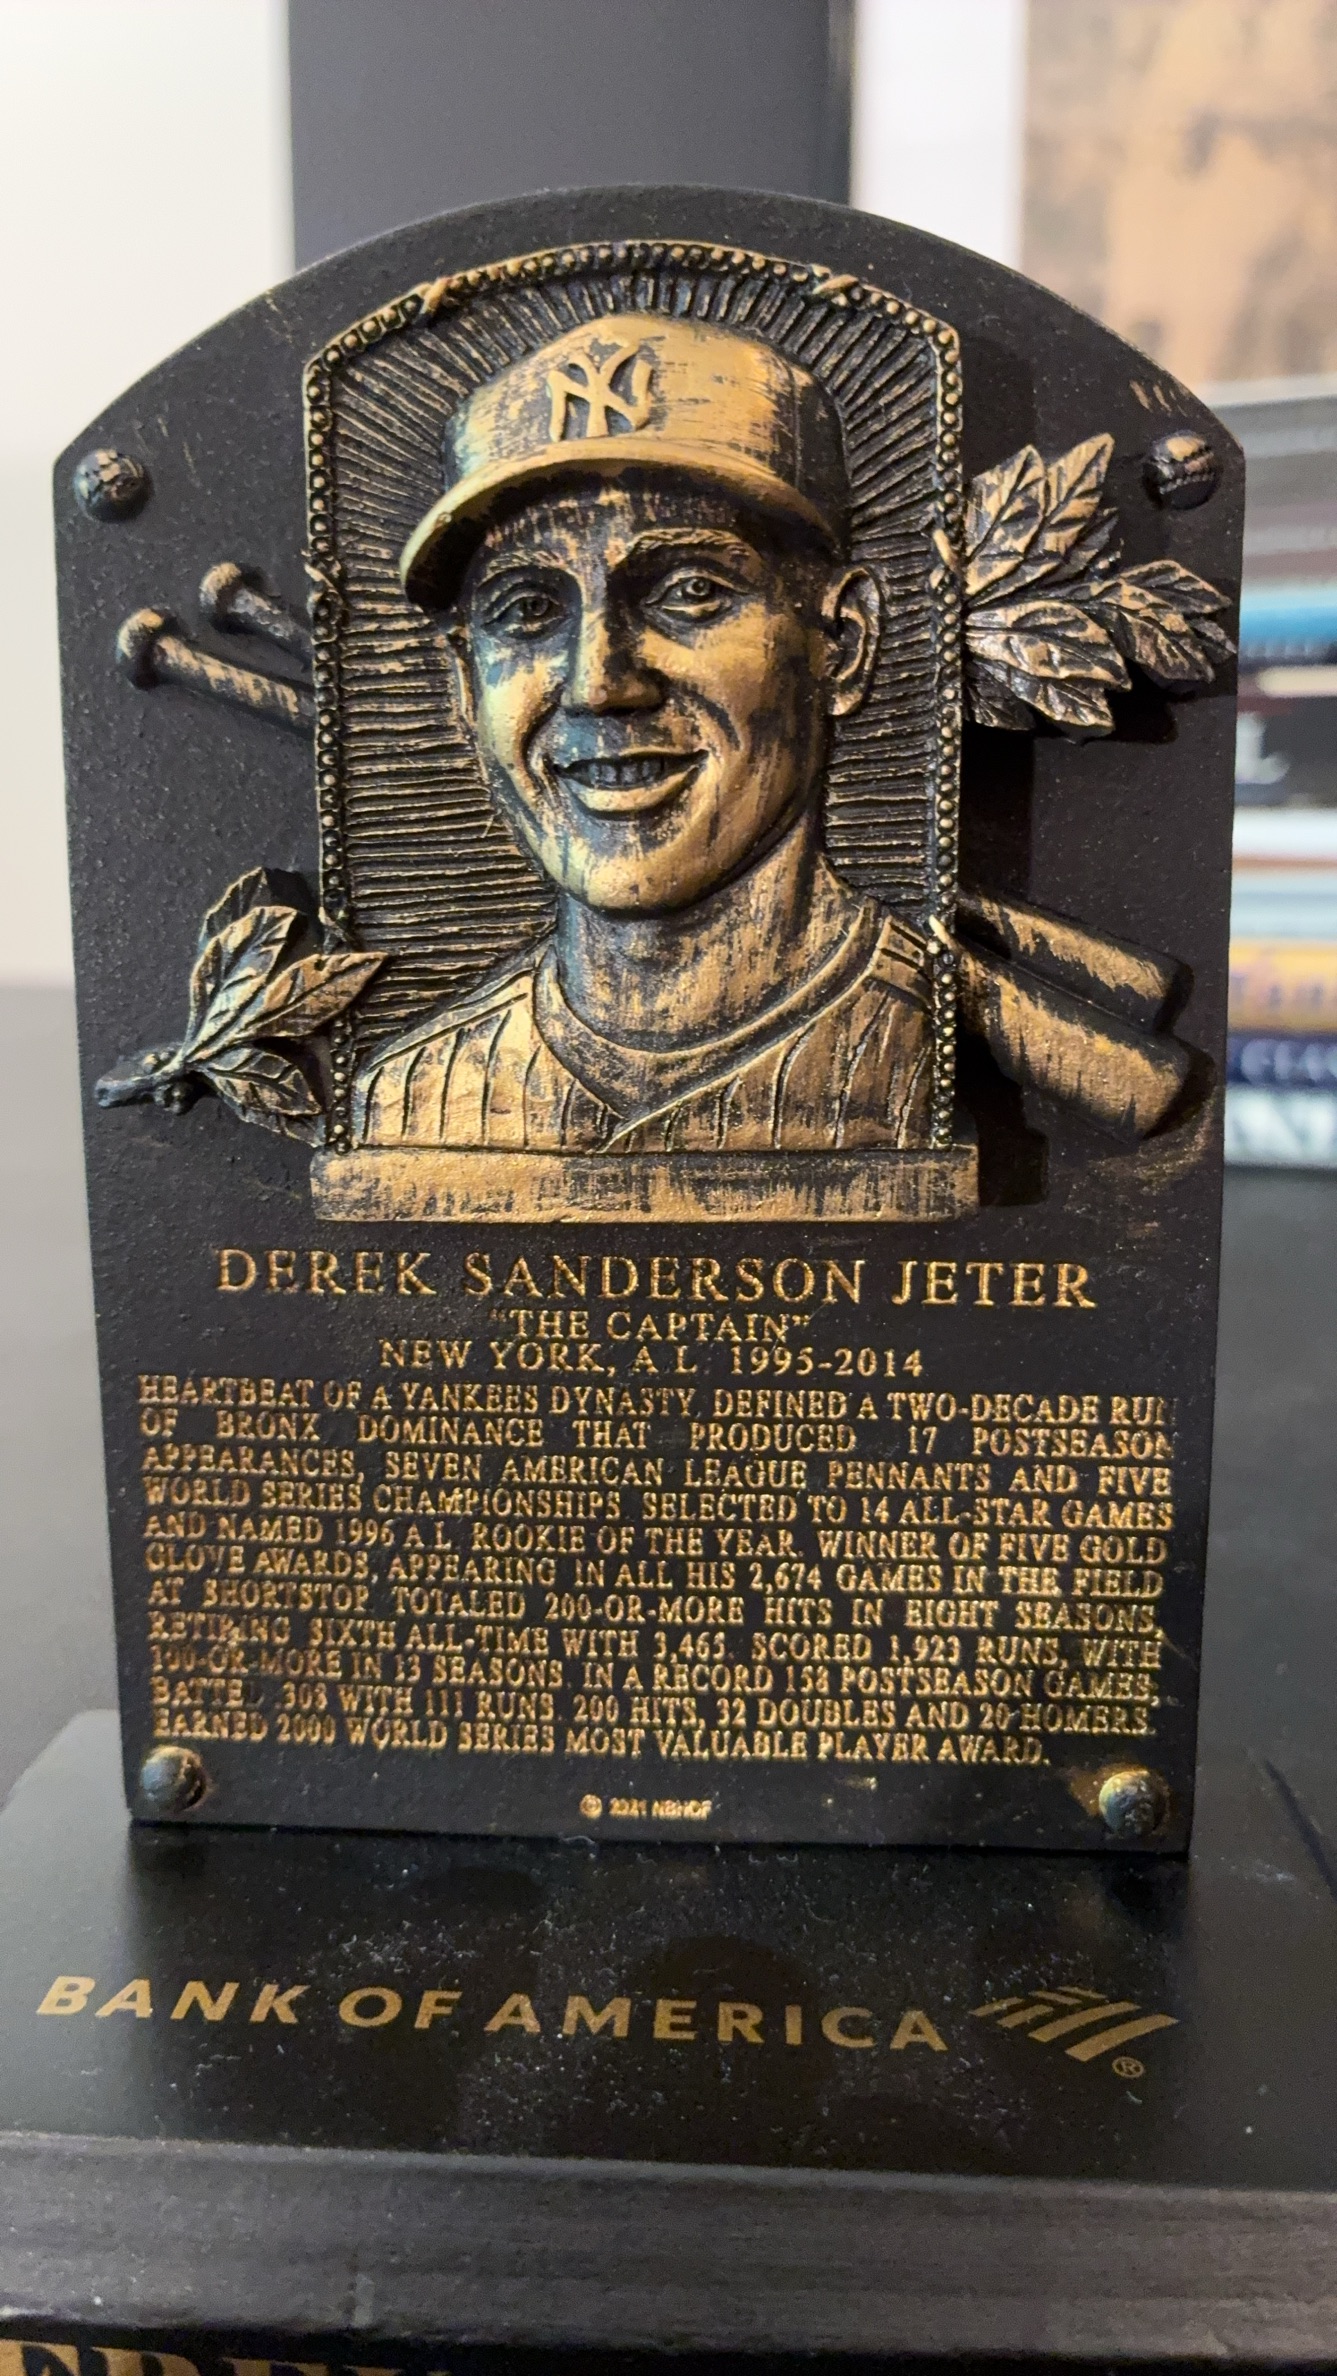 NY
DEREK SANDERSON JETER
"THE CAPTAIN"
NEW YORK, A.L. 1995-2014
HEARTBEAT OF A YANKEES DYNASTY. DEFINED A TWO-DECADE RUN
OF BRONX DOMINANCE THAT PRODUCED 17 POSTSEASON
APPEARANCES, SEVEN AMERICAN LEAGUE PENNANTS AND FIVE
WORLD SERIES CHAMPIONSHIPS. SELECTED TO 14 ALL-STAR GAMES
AND NAMED 1996 A.L. ROOKIE OF THE YEAR. WINNER OF FIVE GOLD
GLOVE AWARDS, APPEARING IN ALL HIS 2,674 GAMES IN THE FIELD
AT SHORTSTOP. TOTALED 200-OR-MORE HITS IN EIGHT SEASONS,
RETIRING SIXTH ALL-TIME WITH 3,465. SCORED 1,923 RUNS, WITH
100-OR-MORE IN 13 SEASONS. IN A RECORD 158 POSTSEASON GAMES,
BATTED .308 WITH 111 RUNS, 200 HITS, 32 DOUBLES AND 20 HOMERS.
EARNED 2000 WORLD SERIES MOST VALUABLE PLAYER AWARD.
© 2021 NBHOF
BANK OF AMERICA ®